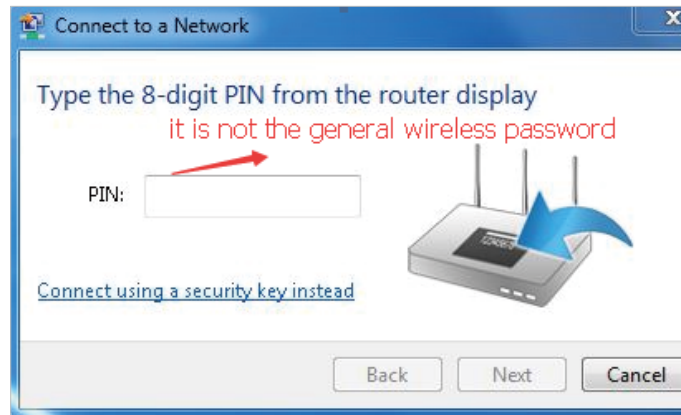 Connect to a Network
Type the 8-digit PIN from the router display
it is not the general wireless password
PIN:
12345670
Connect using a security key instead
Back Next Cancel